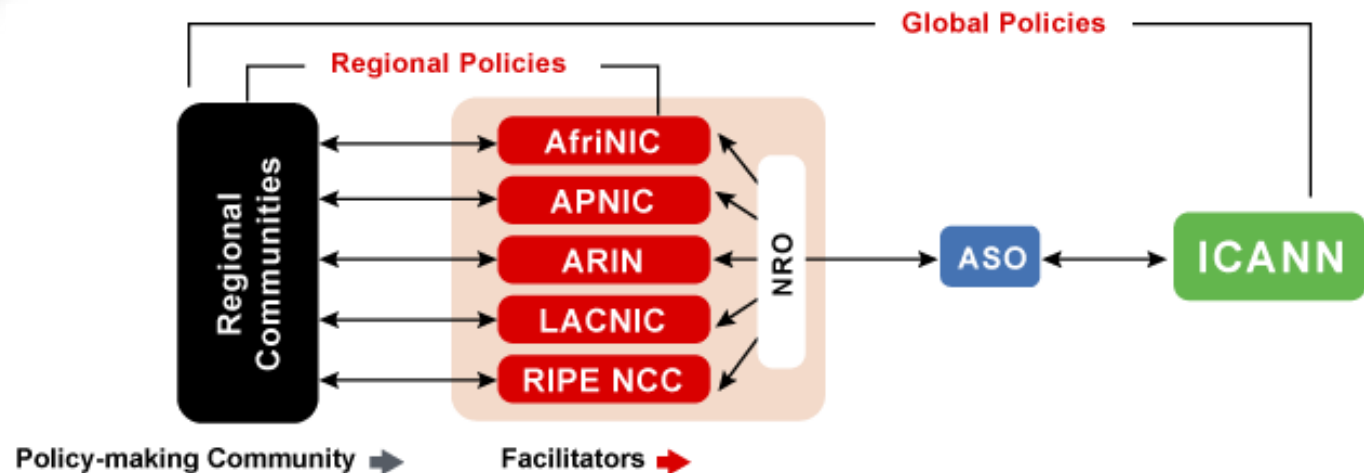 Global Policies
Regional Policies
Regional
Communities
AfriNIC
APNIC
ARIN
LACNIC
RIPE NCC
NRO
ASO
ICANN
Policy-making Community
Facilitators